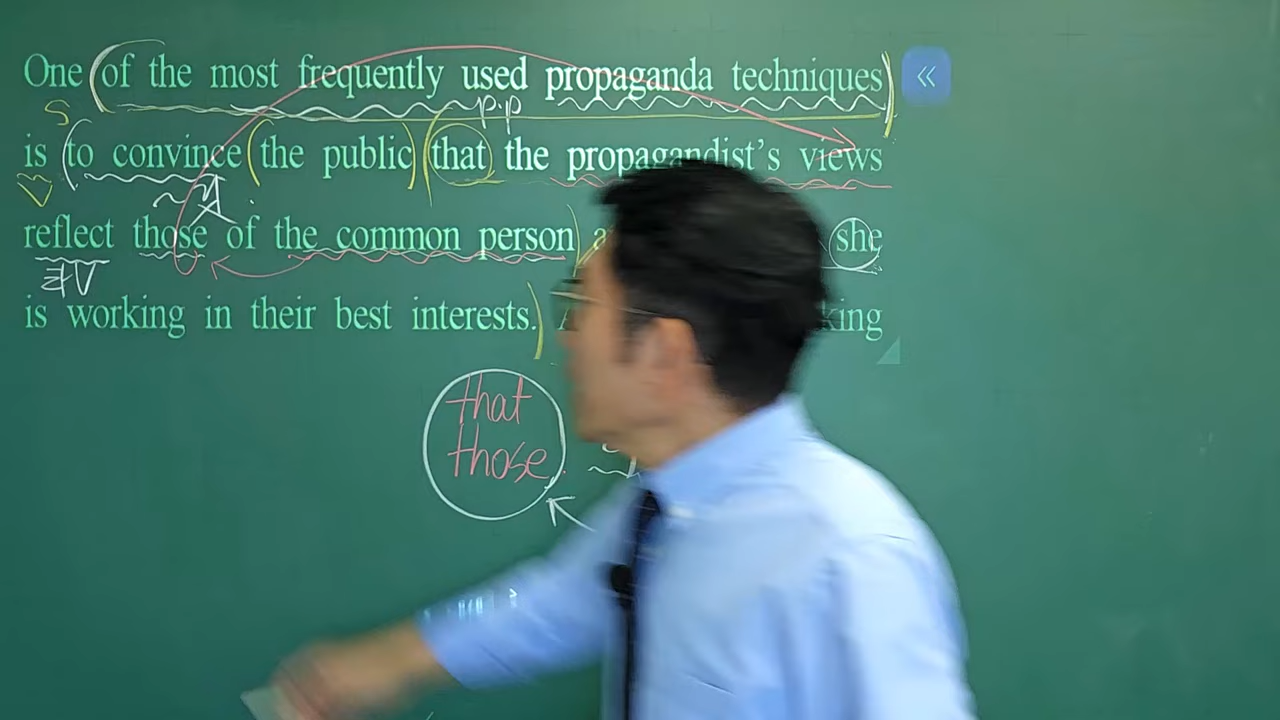 One of the most frequently used propaganda techniques «
S p.p
is to convince the public that the propagandist's views
V
reflect those of the common person she
is working in their best interests. king
that
those